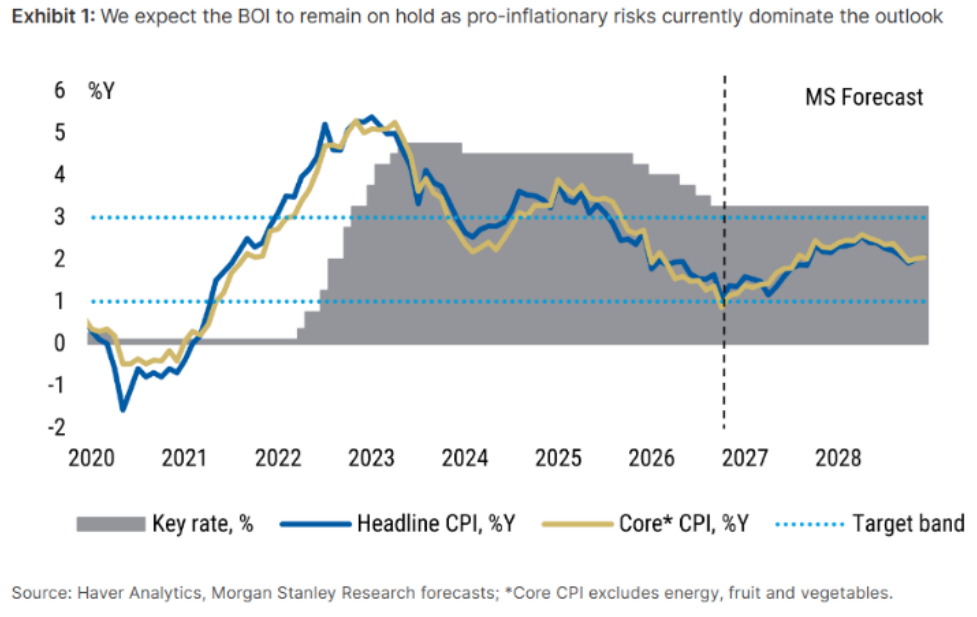 Exhibit 1: We expect the BOI to remain on hold as pro-inflationary risks currently dominate the outlook
6 %Y MS Forecast
5
4
3
2
1
0
-1
-2
2020 2021 2022 2023 2024 2025 2026 2027 2028
Key rate, % Headline CPI, %Y Core* CPI, %Y Target band
Source: Haver Analytics, Morgan Stanley Research forecasts; *Core CPI excludes energy, fruit and vegetables.